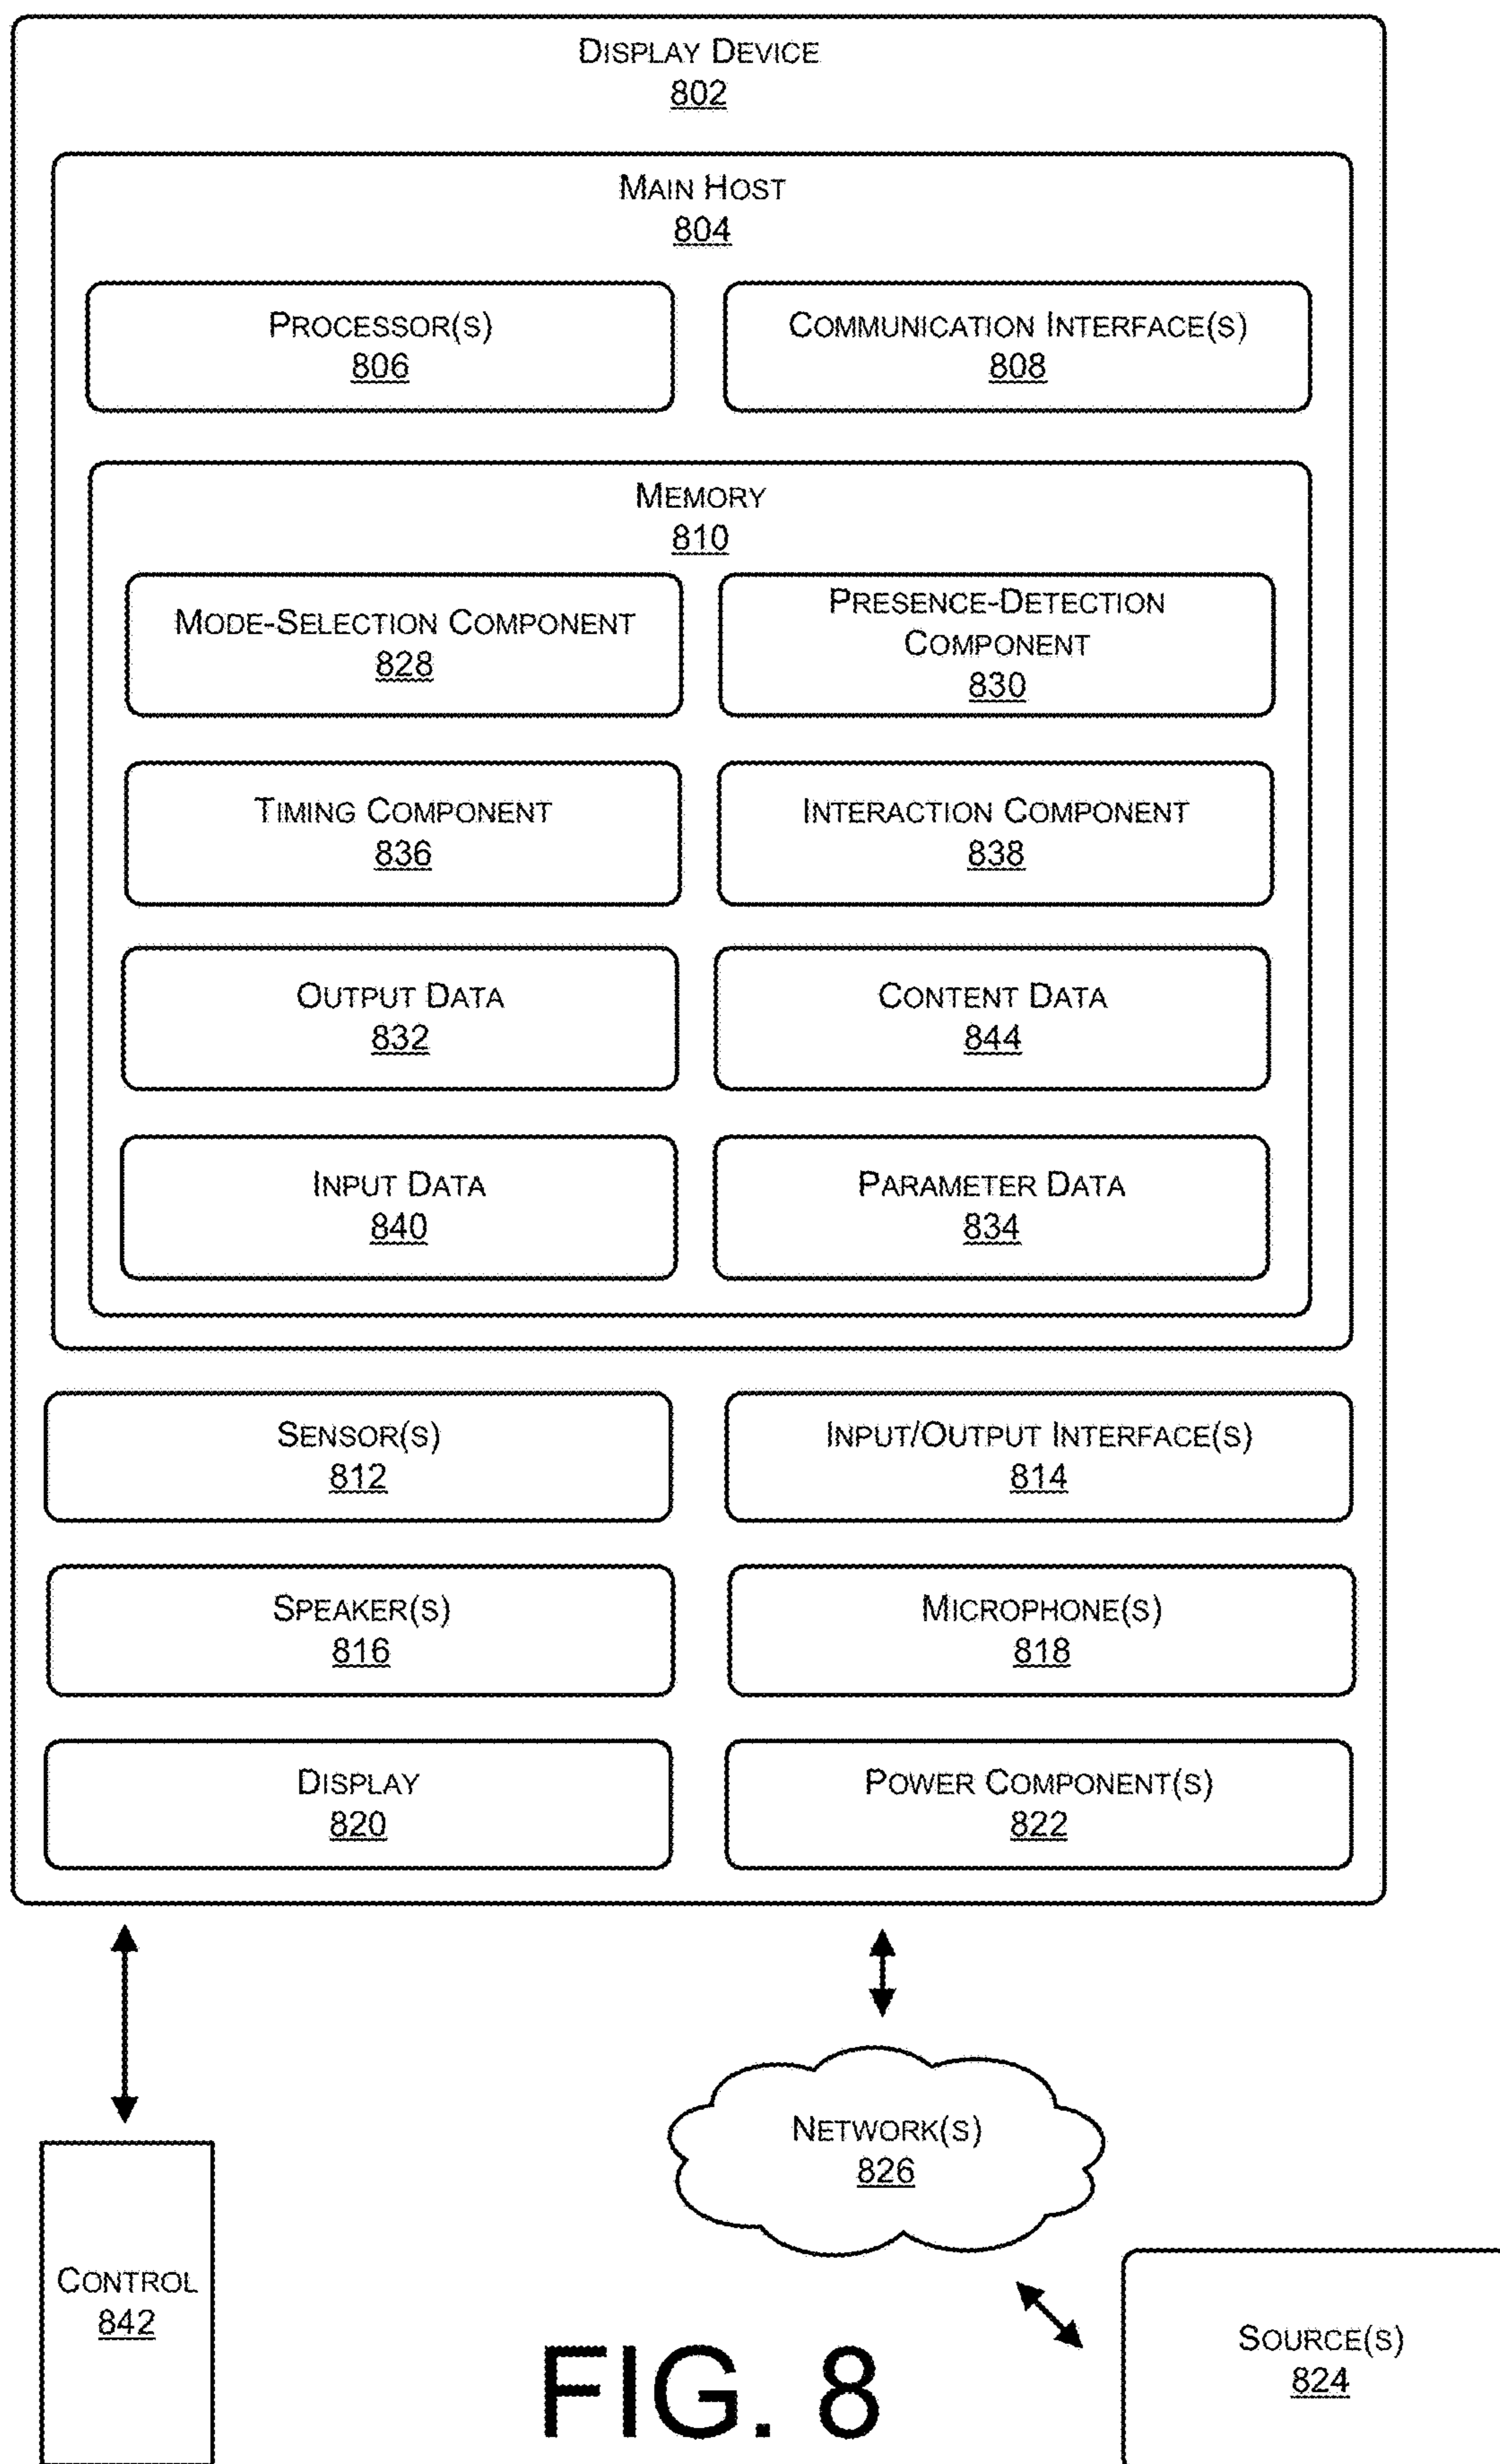 DISPLAY DEVICE
802
MAIN HOST
804
PROCESSOR(S)
806
COMMUNICATION INTERFACE(S)
808
MEMORY
810
MODE-SELECTION COMPONENT
828
PRESENCE-DETECTION
COMPONENT
830
TIMING COMPONENT
836
INTERACTION COMPONENT
838
OUTPUT DATA
832
CONTENT DATA
844
INPUT DATA
840
PARAMETER DATA
834
SENSOR(S)
812
INPUT/OUTPUT INTERFACE(S)
814
SPEAKER(S)
816
MICROPHONE(S)
818
DISPLAY
820
POWER COMPONENT(S)
822
NETWORK(S)
826
CONTROL
842
SOURCE(S)
824
FIG. 8